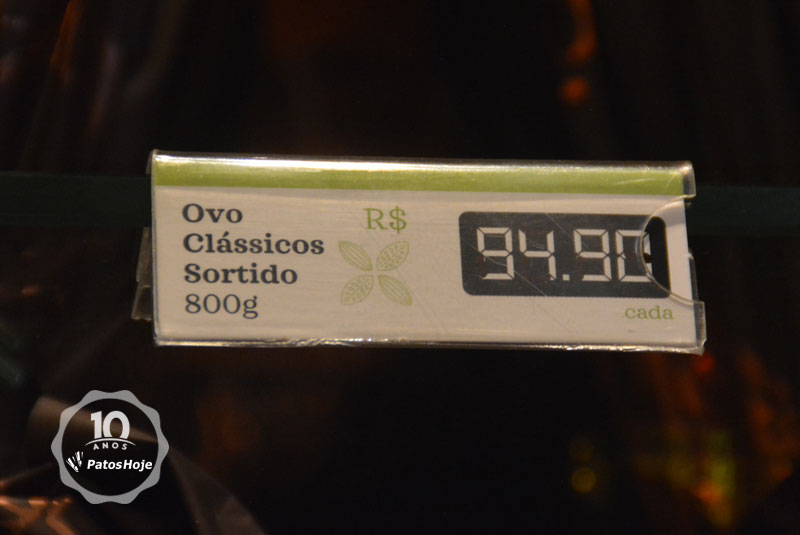 Ovo
Clássicos
Sortido
800g
R$
94.90
cada
10
ANOS
PatosHoje